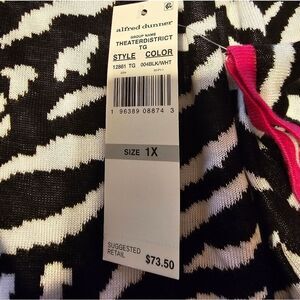 alfred dunner
GROUP NAME
THEATERDISTRICT
TG
STYLE COLOR
12861 TG 004BLK/WHT
1 96389 08874 3
SIZE 1X
SUGGESTED
RETAIL $73.50